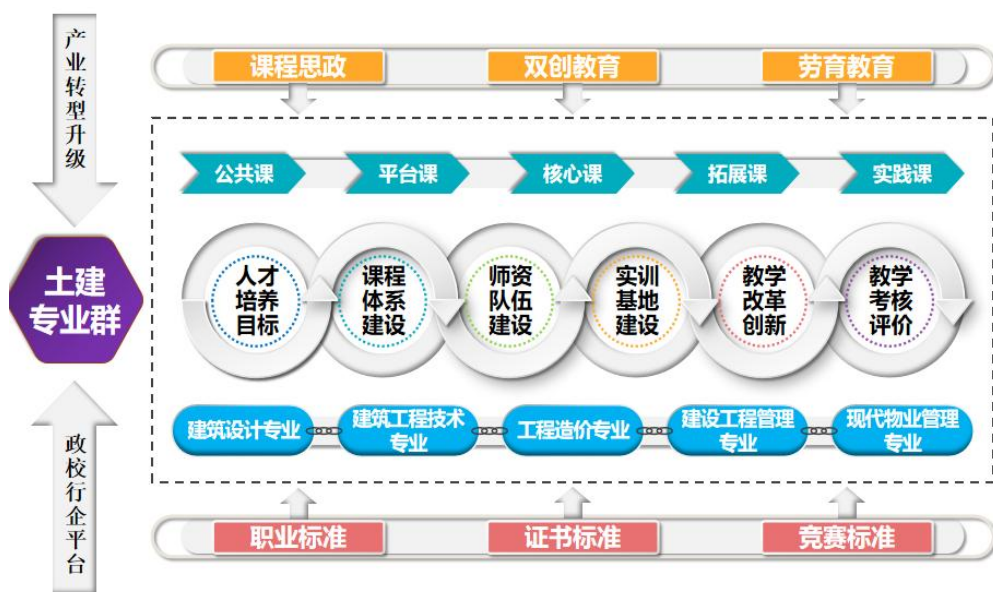 产业转型升级
土建
专业群
政校行企平台
课程思政
双创教育
劳育教育
公共课
平台课
核心课
拓展课
实践课
人才
培养
目标
课程
体系
建设
师资
队伍
建设
实训
基地
建设
教学
改革
创新
教学
考核
评价
建筑设计专业
建筑工程技术
专业
工程造价专业
建设工程管理
专业
现代物业管理
专业
职业标准
证书标准
竞赛标准